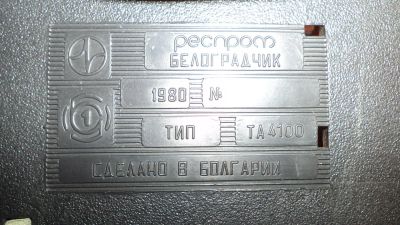 респром
БЕЛОГРАДЧИК
1980 №
1
ТИП ТА4100
СДЕЛАНО В БОЛГАРИИ